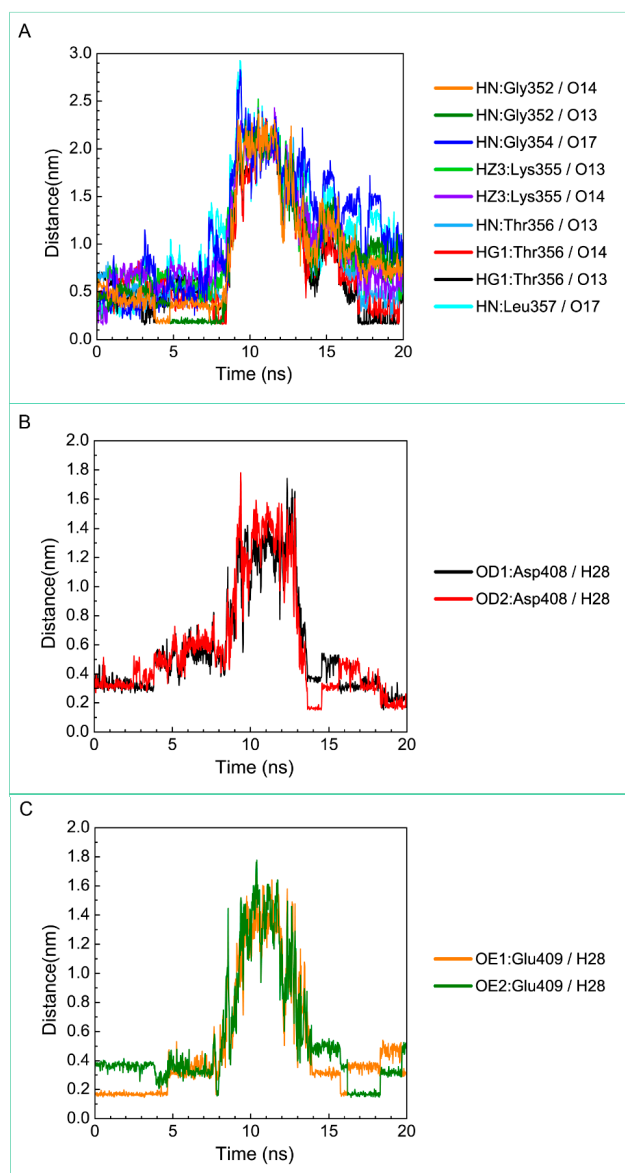 A
3.0
2.5
2.0
1.5
1.0
0.5
0.0
Distance(nm)
0 5 10 15 20
Time (ns)
HN:Gly352 / O14
HN:Gly352 / O13
HN:Gly354 / O17
HZ3:Lys355 / O13
HZ3:Lys355 / O14
HN:Thr356 / O13
HG1:Thr356 / O14
HG1:Thr356 / O13
HN:Leu357 / O17
B
2.0
1.8
1.6
1.4
1.2
1.0
0.8
0.6
0.4
0.2
0.0
Distance(nm)
0 5 10 15 20
Time (ns)
OD1:Asp408 / H28
OD2:Asp408 / H28
C
2.0
1.8
1.6
1.4
1.2
1.0
0.8
0.6
0.4
0.2
0.0
Distance(nm)
0 5 10 15 20
Time (ns)
OE1:Glu409 / H28
OE2:Glu409 / H28